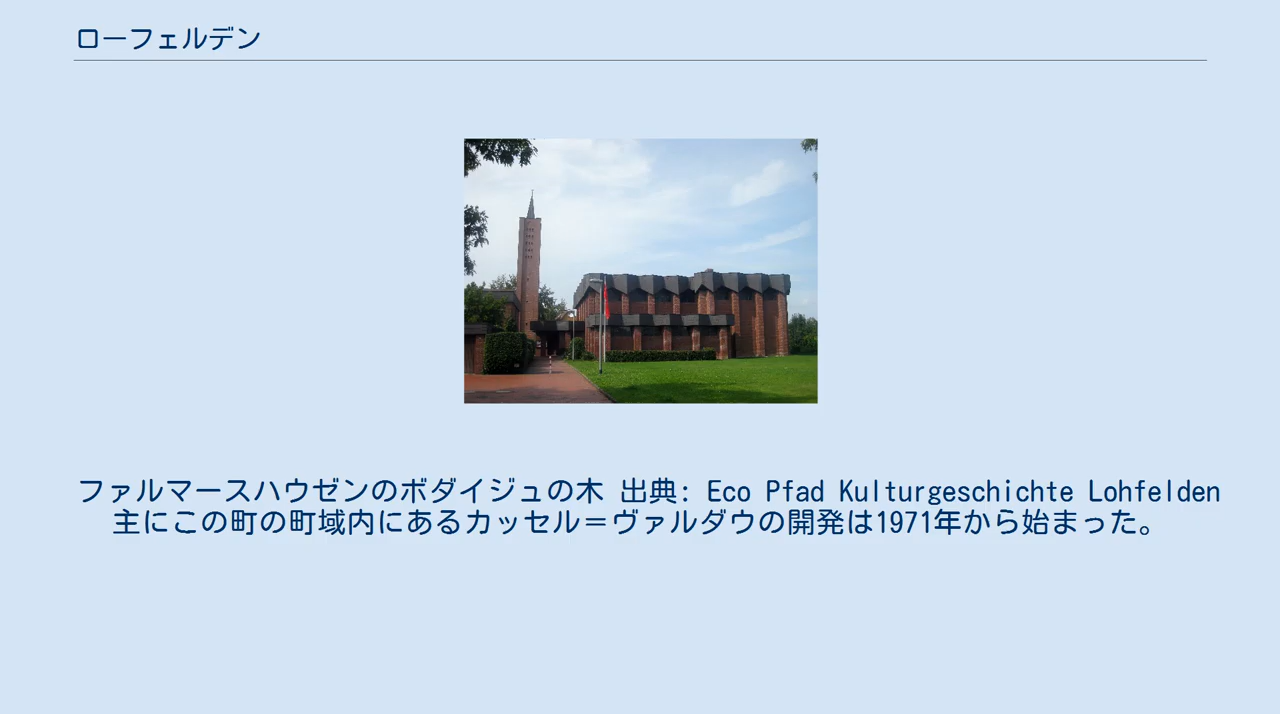 ローフェルデン
ファルマースハウゼンのボダイジュの木 出典: Eco Pfad Kulturgeschichte Lohfelden
主にこの町の町域内にあるカッセル＝ヴァルダウの開発は1971年から始まった。